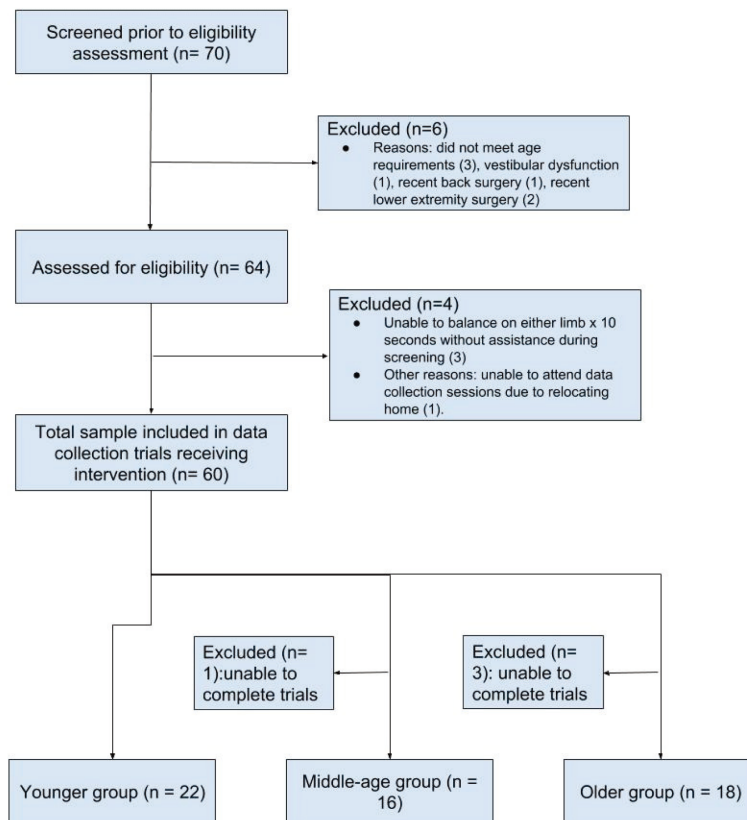 Screened prior to eligibility
assessment (n= 70)
Excluded (n=6)
● Reasons: did not meet age
requirements (3), vestibular dysfunction
(1), recent back surgery (1), recent
lower extremity surgery (2)
Assessed for eligibility (n= 64)
Excluded (n=4)
● Unable to balance on either limb x 10
seconds without assistance during
screening (3)
● Other reasons: unable to attend data
collection sessions due to relocating
home (1).
Total sample included in data
collection trials receiving
intervention (n= 60)
Excluded (n=
1):unable to
complete trials
Excluded (n=
3): unable to
complete trials
Younger group (n = 22)
Middle-age group (n =
16)
Older group (n = 18)